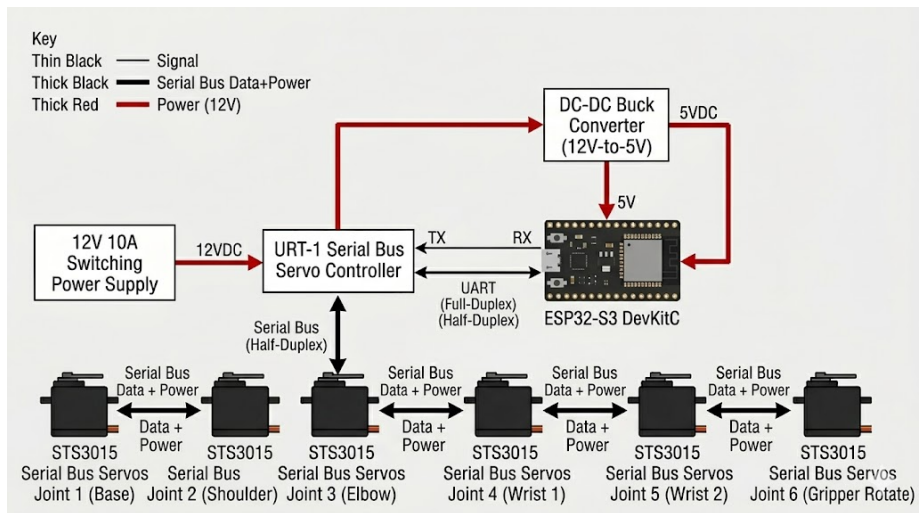 Key
Thin Black Signal
Thick Black Serial Bus Data+Power
Thick Red Power (12V)
DC-DC Buck
Converter
(12V-to-5V)
5VDC
5V
12V 10A
Switching
Power Supply
12VDC
URT-1 Serial Bus
Servo Controller
TX RX
UART
(Full-Duplex)
(Half-Duplex)
ESP32-S3 DevKitC
Serial Bus
(Half-Duplex)
Serial Bus
Data + Power
Data +
Power
Serial Bus
Data + Power
Data +
Power
Serial Bus
Data + Power
Data +
Power
Serial Bus
Data + Power
Data +
Power
STS3015
Serial Bus Servos
Joint 1 (Base)
STS3015
Serial Bus
Joint 2 (Shoulder)
STS3015
Serial Bus Servos
Joint 3 (Elbow)
STS3015
Serial Bus Servos
Joint 4 (Wrist 1)
STS3015
Serial Bus Servos
Joint 5 (Wrist 2)
STS3015
Serial Bus Servos
Joint 6 (Gripper Rotate)